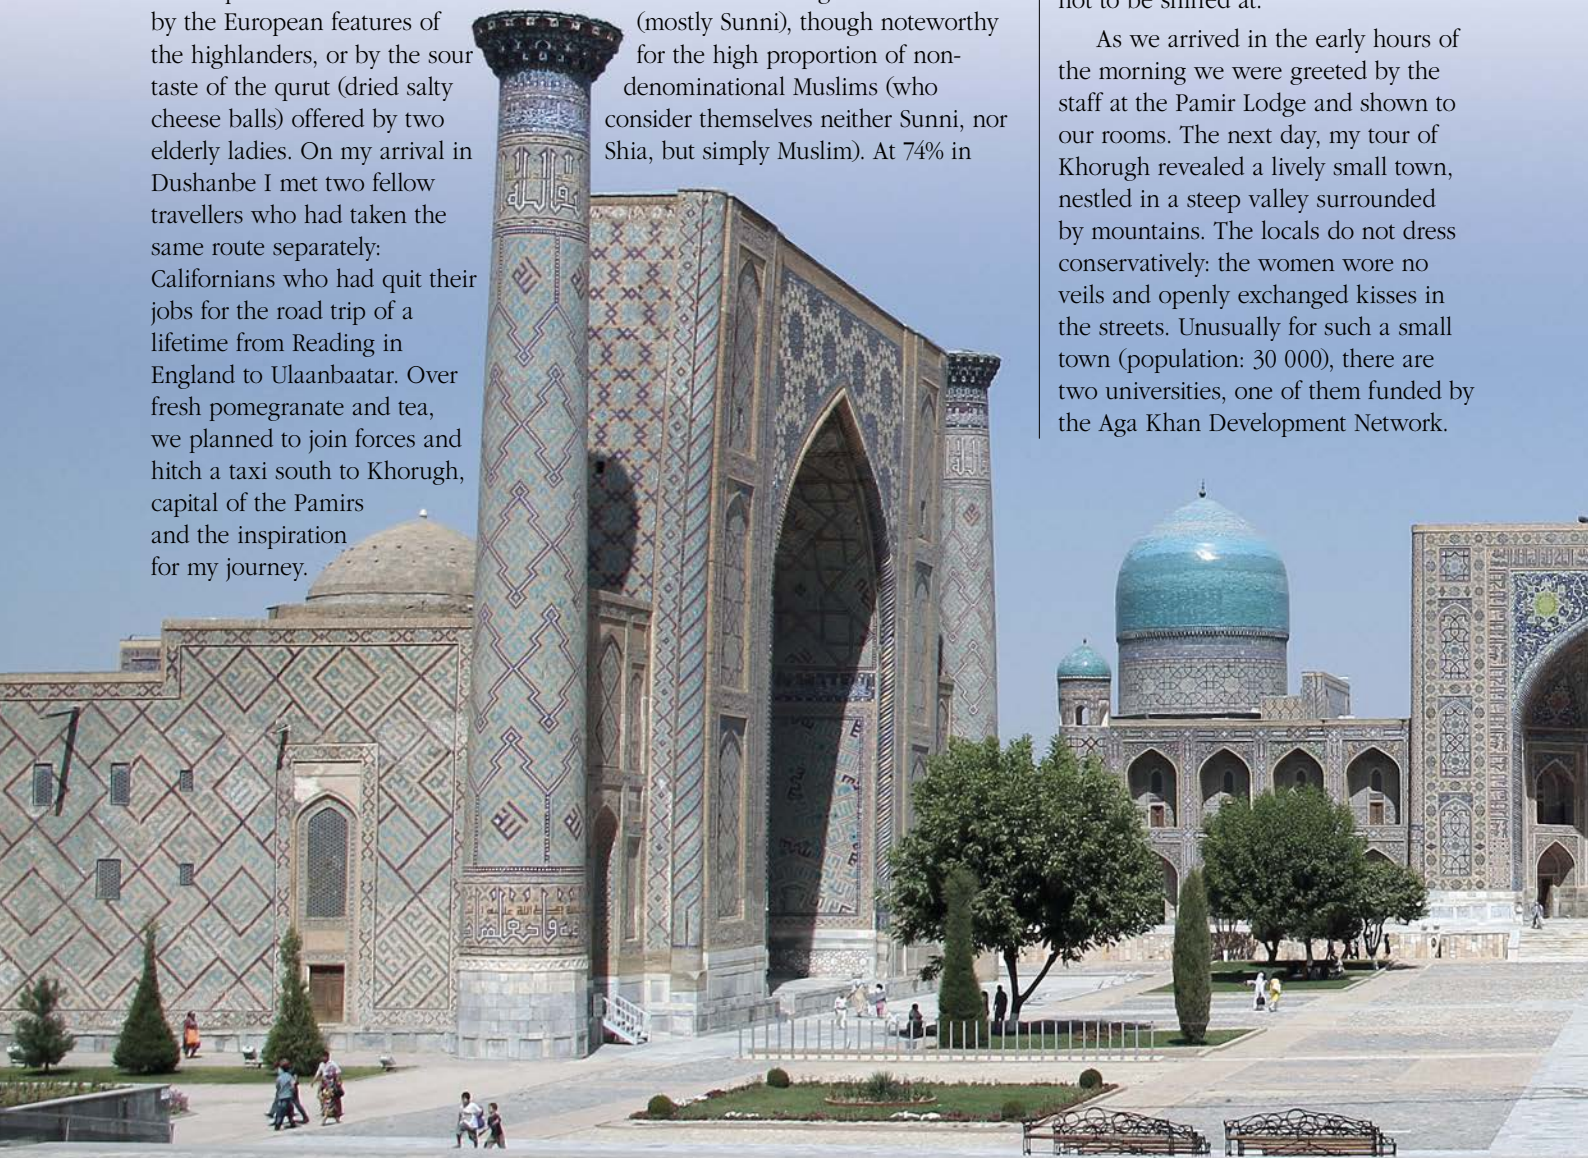 by the European features of
the highlanders, or by the sour
taste of the qurut (dried salty
cheese balls) offered by two
elderly ladies. On my arrival in
Dushanbe I met two fellow
travellers who had taken the
same route separately:
Californians who had quit their
jobs for the road trip of a
lifetime from Reading in
England to Ulaanbaatar. Over
fresh pomegranate and tea,
we planned to join forces and
hitch a taxi south to Khorugh,
capital of the Pamirs
and the inspiration
for my journey.
(mostly Sunni), though noteworthy
for the high proportion of non-
denominational Muslims (who
consider themselves neither Sunni, nor
Shia, but simply Muslim). At 74% in
not to be sniffed at.
As we arrived in the early hours of
the morning we were greeted by the
staff at the Pamir Lodge and shown to
our rooms. The next day, my tour of
Khorugh revealed a lively small town,
nestled in a steep valley surrounded
by mountains. The locals do not dress
conservatively: the women wore no
veils and openly exchanged kisses in
the streets. Unusually for such a small
town (population: 30 000), there are
two universities, one of them funded by
the Aga Khan Development Network.